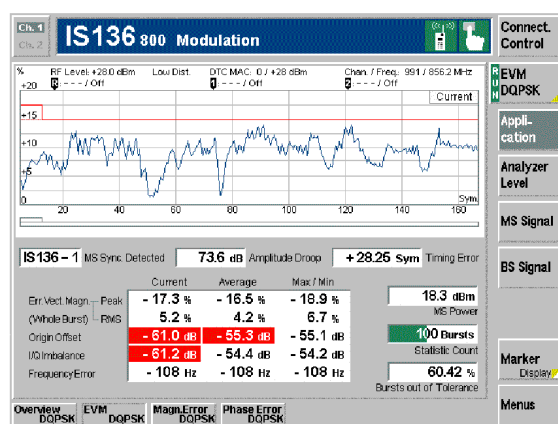 Ch. 1
Ch. 2
IS136 800 Modulation
Connect. Control
% RF Level: +28.0 dBm Low Dist. DTC MAC: 0 / +28 dBm Chan. / Freq.: 991 / 856.2 MHz
+20 - - - / Off 1 - - - / Off 2 - - - / Off
Current
+15
+10
+5
0
20 40 60 80 100 120 140 160
Sym.
RUN
EVM DQPSK
Appli-cation
Analyzer Level
MS Signal
BS Signal
IS136 – 1 MS Sync. Detected 73.6 dB Amplitude Droop + 28.25 Sym Timing Error
Current Average Max / Min
Err.Vect. Magn. Peak - 17.3 % - 16.5 % - 18.9 %
(Whole Burst) RMS 5.2 % 4.2 % 6.7 %
Origin Offset - 61.0 dB - 55.3 dB - 55.1 dB
I/Q Imbalance - 61.2 dB - 54.4 dB - 54.2 dB
Frequency Error - 108 Hz - 108 Hz - 108 Hz
18.3 dBm
MS Power
100 Bursts
Statistic Count
60.42 %
Bursts out of Tolerance
Marker Display
Menus
Overview DQPSK
EVM DQPSK
Magn.Error DQPSK
Phase Error DQPSK